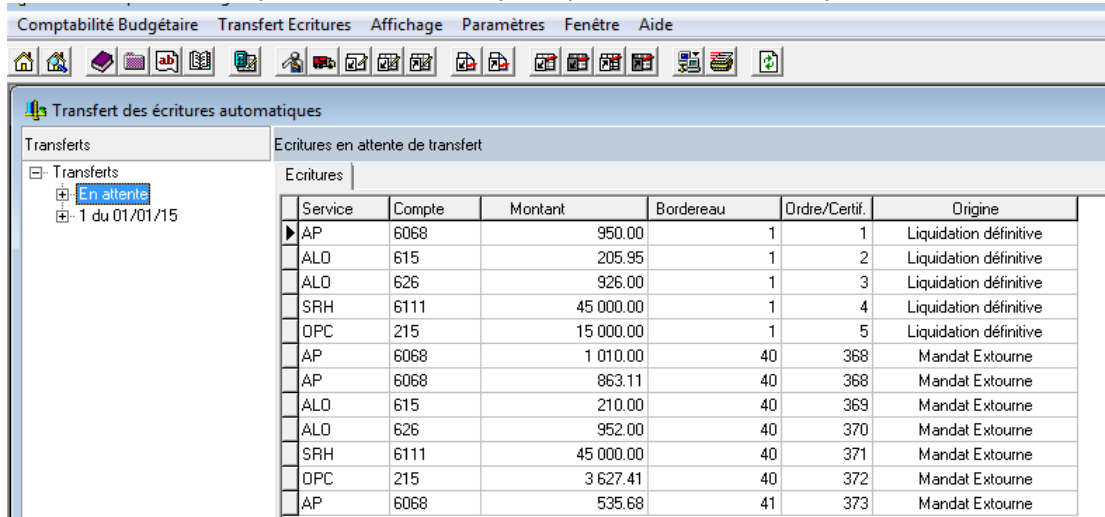 Comptabilité Budgétaire Transfert Ecritures Affichage Paramètres Fenêtre Aide
Transfert des écritures automatiques
Transferts Ecritures en attente de transfert
Transferts
En attente
1 du 01/01/15
Ecritures
Service Compte Montant Bordereau Ordre/Certif. Origine
AP 6068 950.00 1 1 Liquidation définitive
ALO 615 205.95 1 2 Liquidation définitive
ALO 626 926.00 1 3 Liquidation définitive
SRH 6111 45 000.00 1 4 Liquidation définitive
OPC 215 15 000.00 1 5 Liquidation définitive
AP 6068 1 010.00 40 368 Mandat Extourne
AP 6068 863.11 40 368 Mandat Extourne
ALO 615 210.00 40 369 Mandat Extourne
ALO 626 952.00 40 370 Mandat Extourne
SRH 6111 45 000.00 40 371 Mandat Extourne
OPC 215 3 627.41 40 372 Mandat Extourne
AP 6068 535.68 41 373 Mandat Extourne